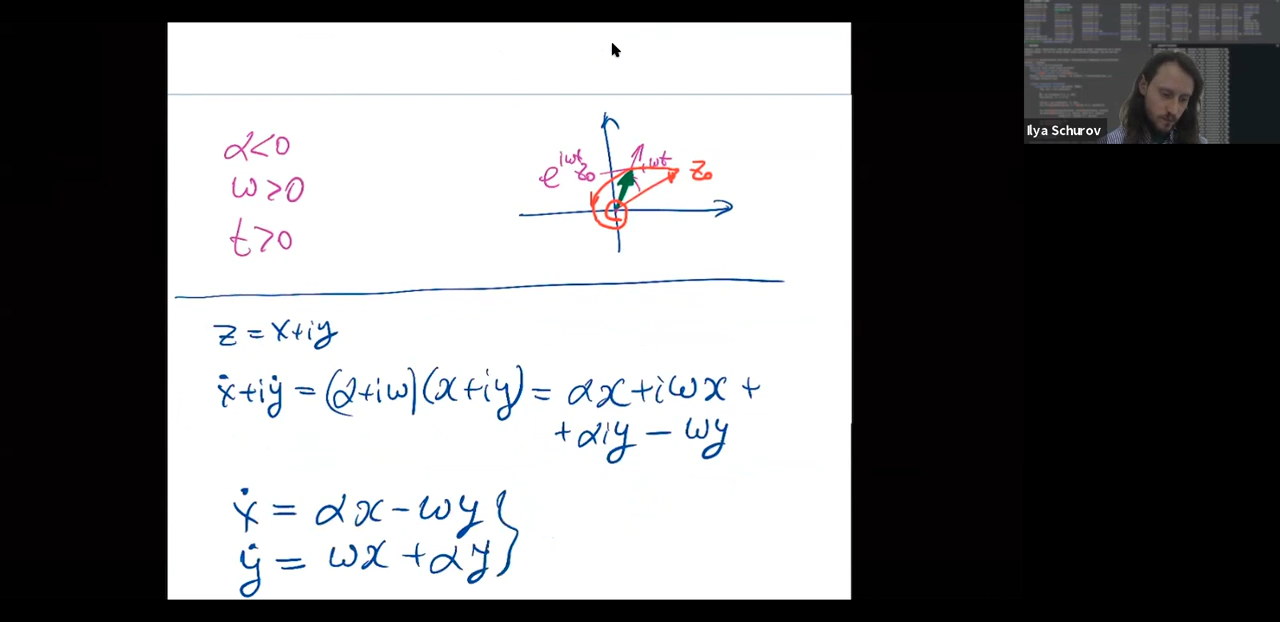 α<0
ω>0
t>0
e^{iωt}z₀
ωt
z₀
z = x+iy
ẋ+iẏ = (α+iω)(x+iy) = αx+iωx +
+αiy − ωy
ẋ = αx−ωy
ẏ = ωx+αy
Ilya Schurov